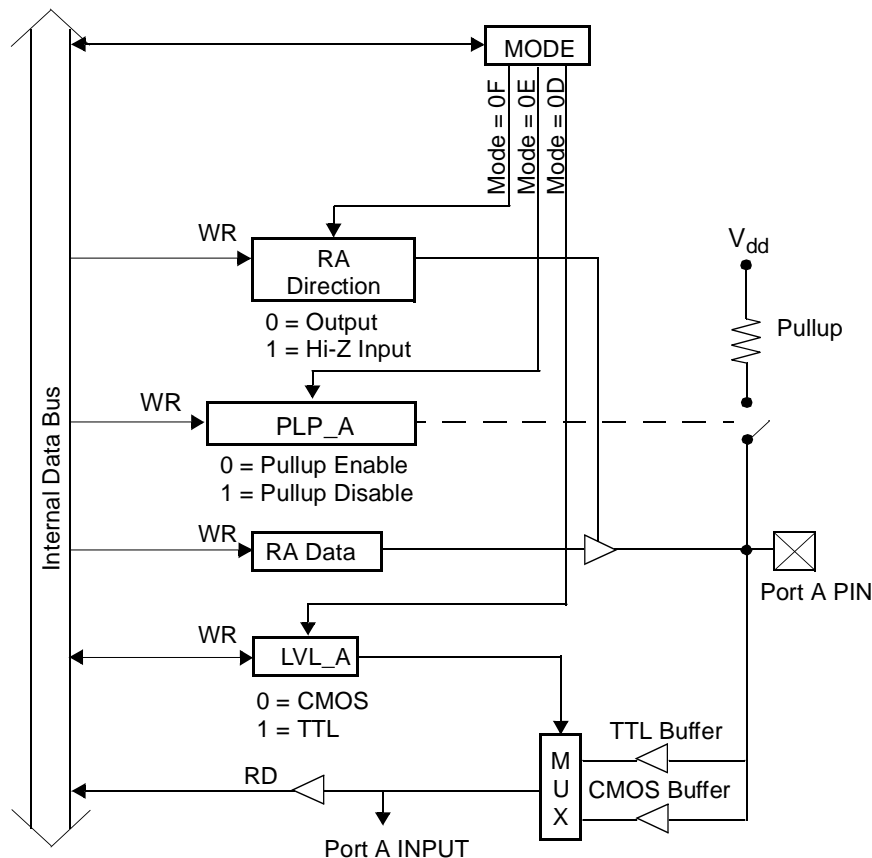 MODE
Mode = 0F
Mode = 0E
Mode = 0D
WR
RA
Direction
0 = Output
1 = Hi-Z Input
Vdd
Pullup
WR
PLP_A
0 = Pullup Enable
1 = Pullup Disable
Internal Data Bus
WR
RA Data
Port A PIN
WR
LVL_A
0 = CMOS
1 = TTL
TTL Buffer
M
U
X
CMOS Buffer
RD
Port A INPUT